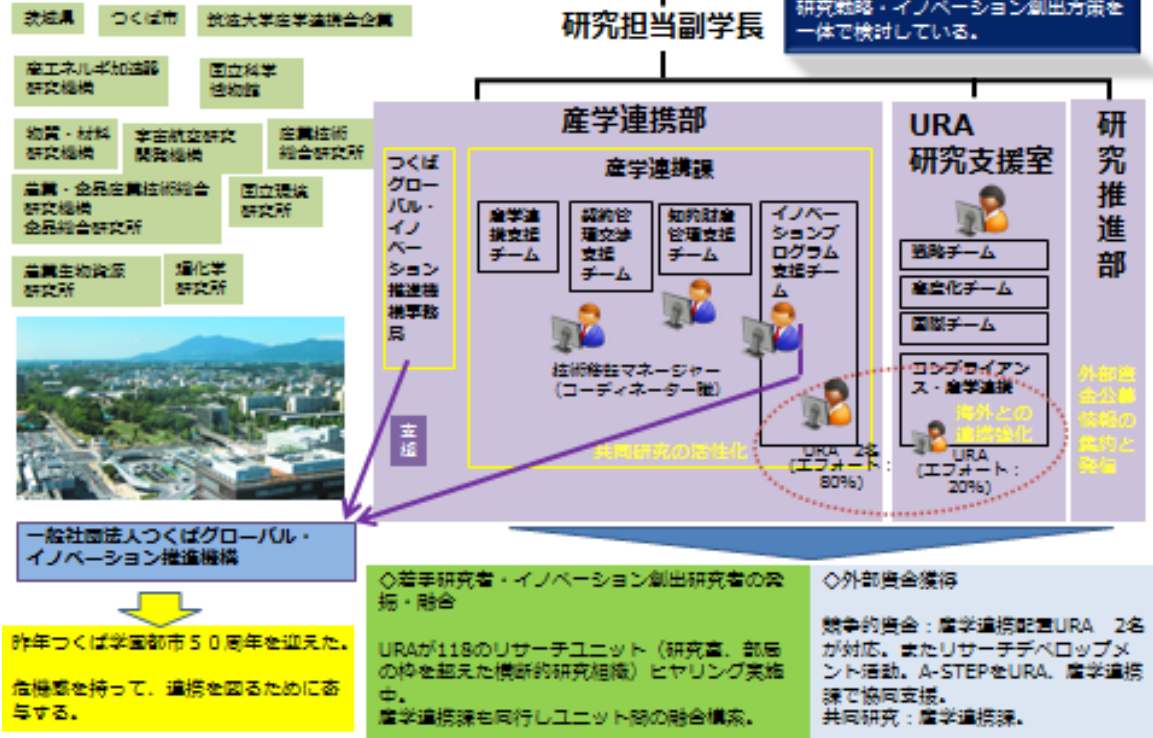 茨城県
つくば市
筑波大学産学連携会企業
高エネルギ加速器
研究機構
国立科学
博物館
物質・材料
研究機構
宇宙航空研究
開発機構
産業技術
総合研究所
農業・食品産業技術総合
研究機構
食品総合研究所
国立環境
研究所
農業生物資源
研究所
理化学
研究所
研究担当副学長
研究戦略・イノベーション創出方策を
一体で検討している。
産学連携部
つくば
グロー
バル・
イノ
ベー
ション
推進機
構事務
局
産学連携課
産学連
携支援
チーム
契約管
理交渉
支援
チーム
知的財産
管理支援
チーム
イノベー
ションプ
ログラム
支援チー
ム
技術移転マネージャー
(コーディネーター職)
共同研究の活性化
URA 2名
(エフォート:
80%)
URA
研究支援室
戦略チーム
国際チーム
コンプライアン
ス・産学連携
海外との
連携強化
URA
(エフォート:
20%)
研
究
推
進
部
外部資
金公募
情報の
集約と
発信
支
援
一般社団法人つくばグローバル・
イノベーション推進機構
昨年つくば学園都市50周年を迎えた。
危機感を持って、連携を図るために寄
与する。
◇若手研究者・イノベーション創出研究者の発
掘・融合
URAが118のリサーチユニット(研究室、部局
の枠を超えた横断的研究組織)ヒヤリング実施
中。
産学連携課も同行しユニット間の融合模索。
◇外部資金獲得
競争的資金:産学連携配置URA 2名
が対応。またリサーチデベロップメ
ント活動。A-STEPをURA、産学連携
課で協同支援。
共同研究:産学連携課。